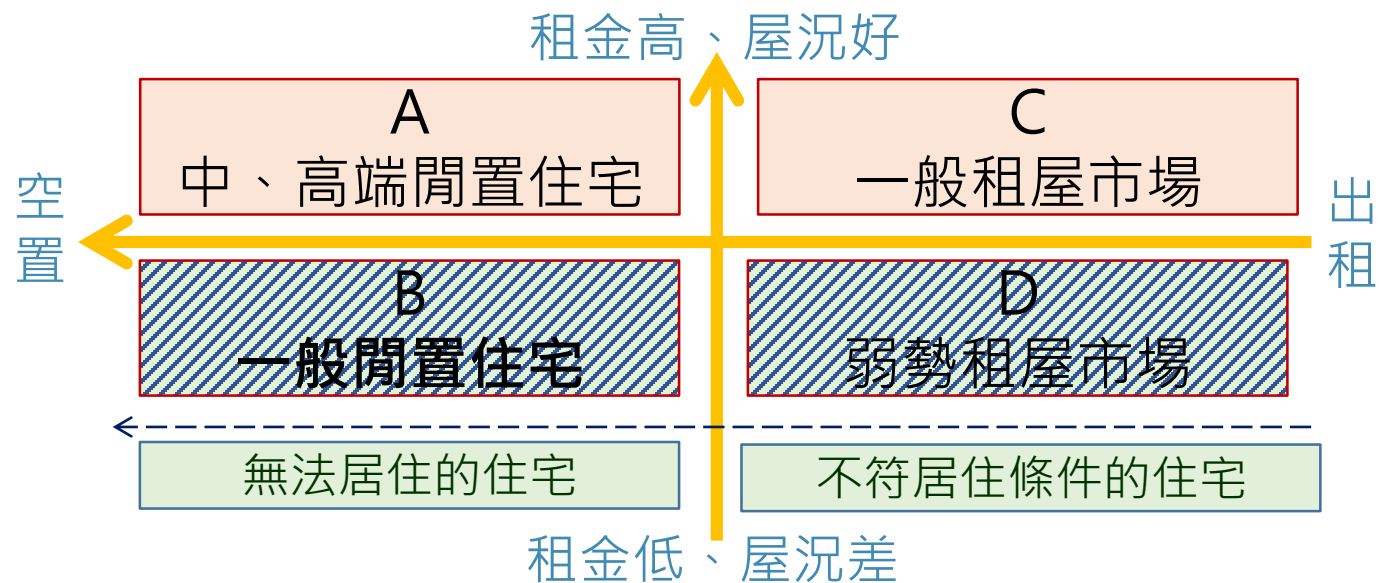 租金高、屋況好
A
中、高端閒置住宅
C
一般租屋市場
空置
出租
B
一般閒置住宅
D
弱勢租屋市場
無法居住的住宅
不符居住條件的住宅
租金低、屋況差